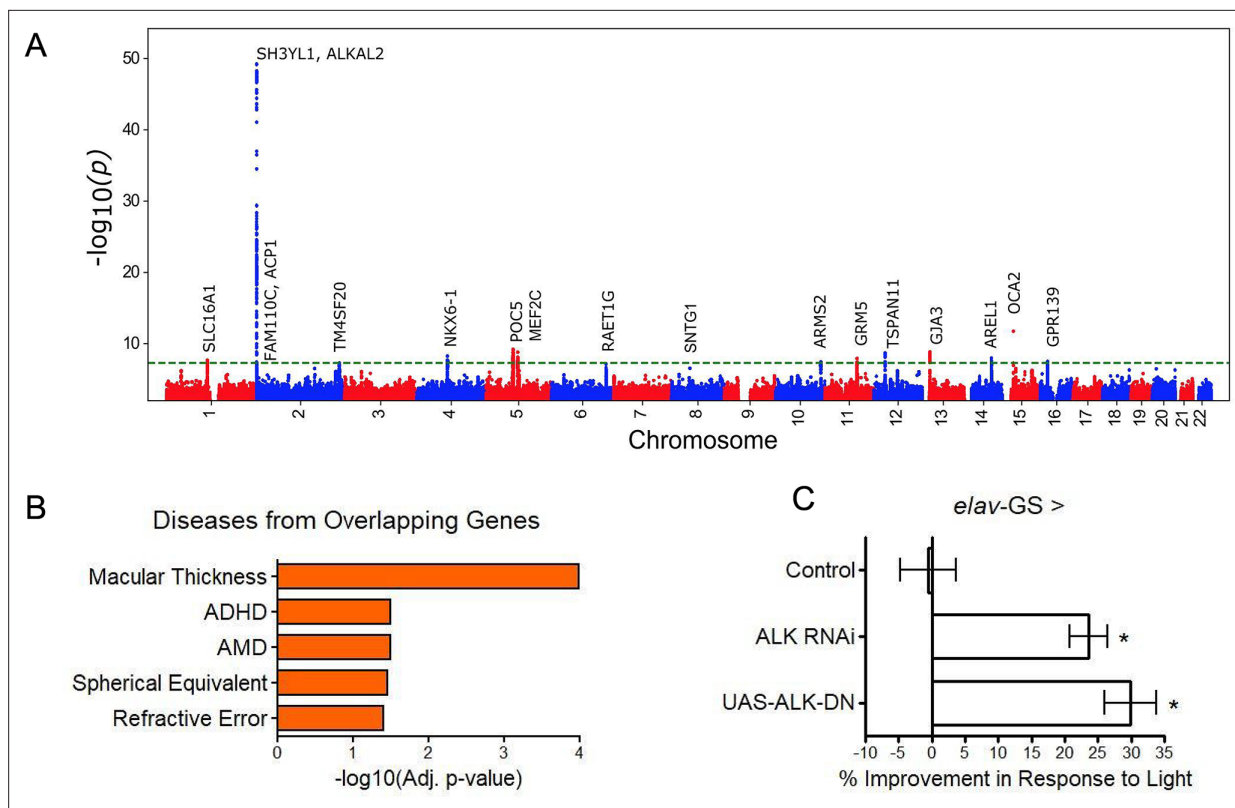 A
SH3YL1, ALKAL2
50
40
30
20
10
-log10(p)
SLC16A1
FAM110C, ACP1
TM4SF20
NKX6-1
POC5
MEF2C
RAET1G
SNTG1
ARMS2
GRM5
TSPAN11
GJA3
AREL1
OCA2
GPR139
1 2 3 4 5 6 7 8 9 10 11 12 13 14 15 16 17 18 19 20 21 22
Chromosome
B
Diseases from Overlapping Genes
Macular Thickness
ADHD
AMD
Spherical Equivalent
Refractive Error
0 1 2 3 4
-log10(Adj. p-value)
C
elav-GS >
Control
ALK RNAi *
UAS-ALK-DN *
-10 -5 0 5 10 15 20 25 30 35
% Improvement in Response to Light